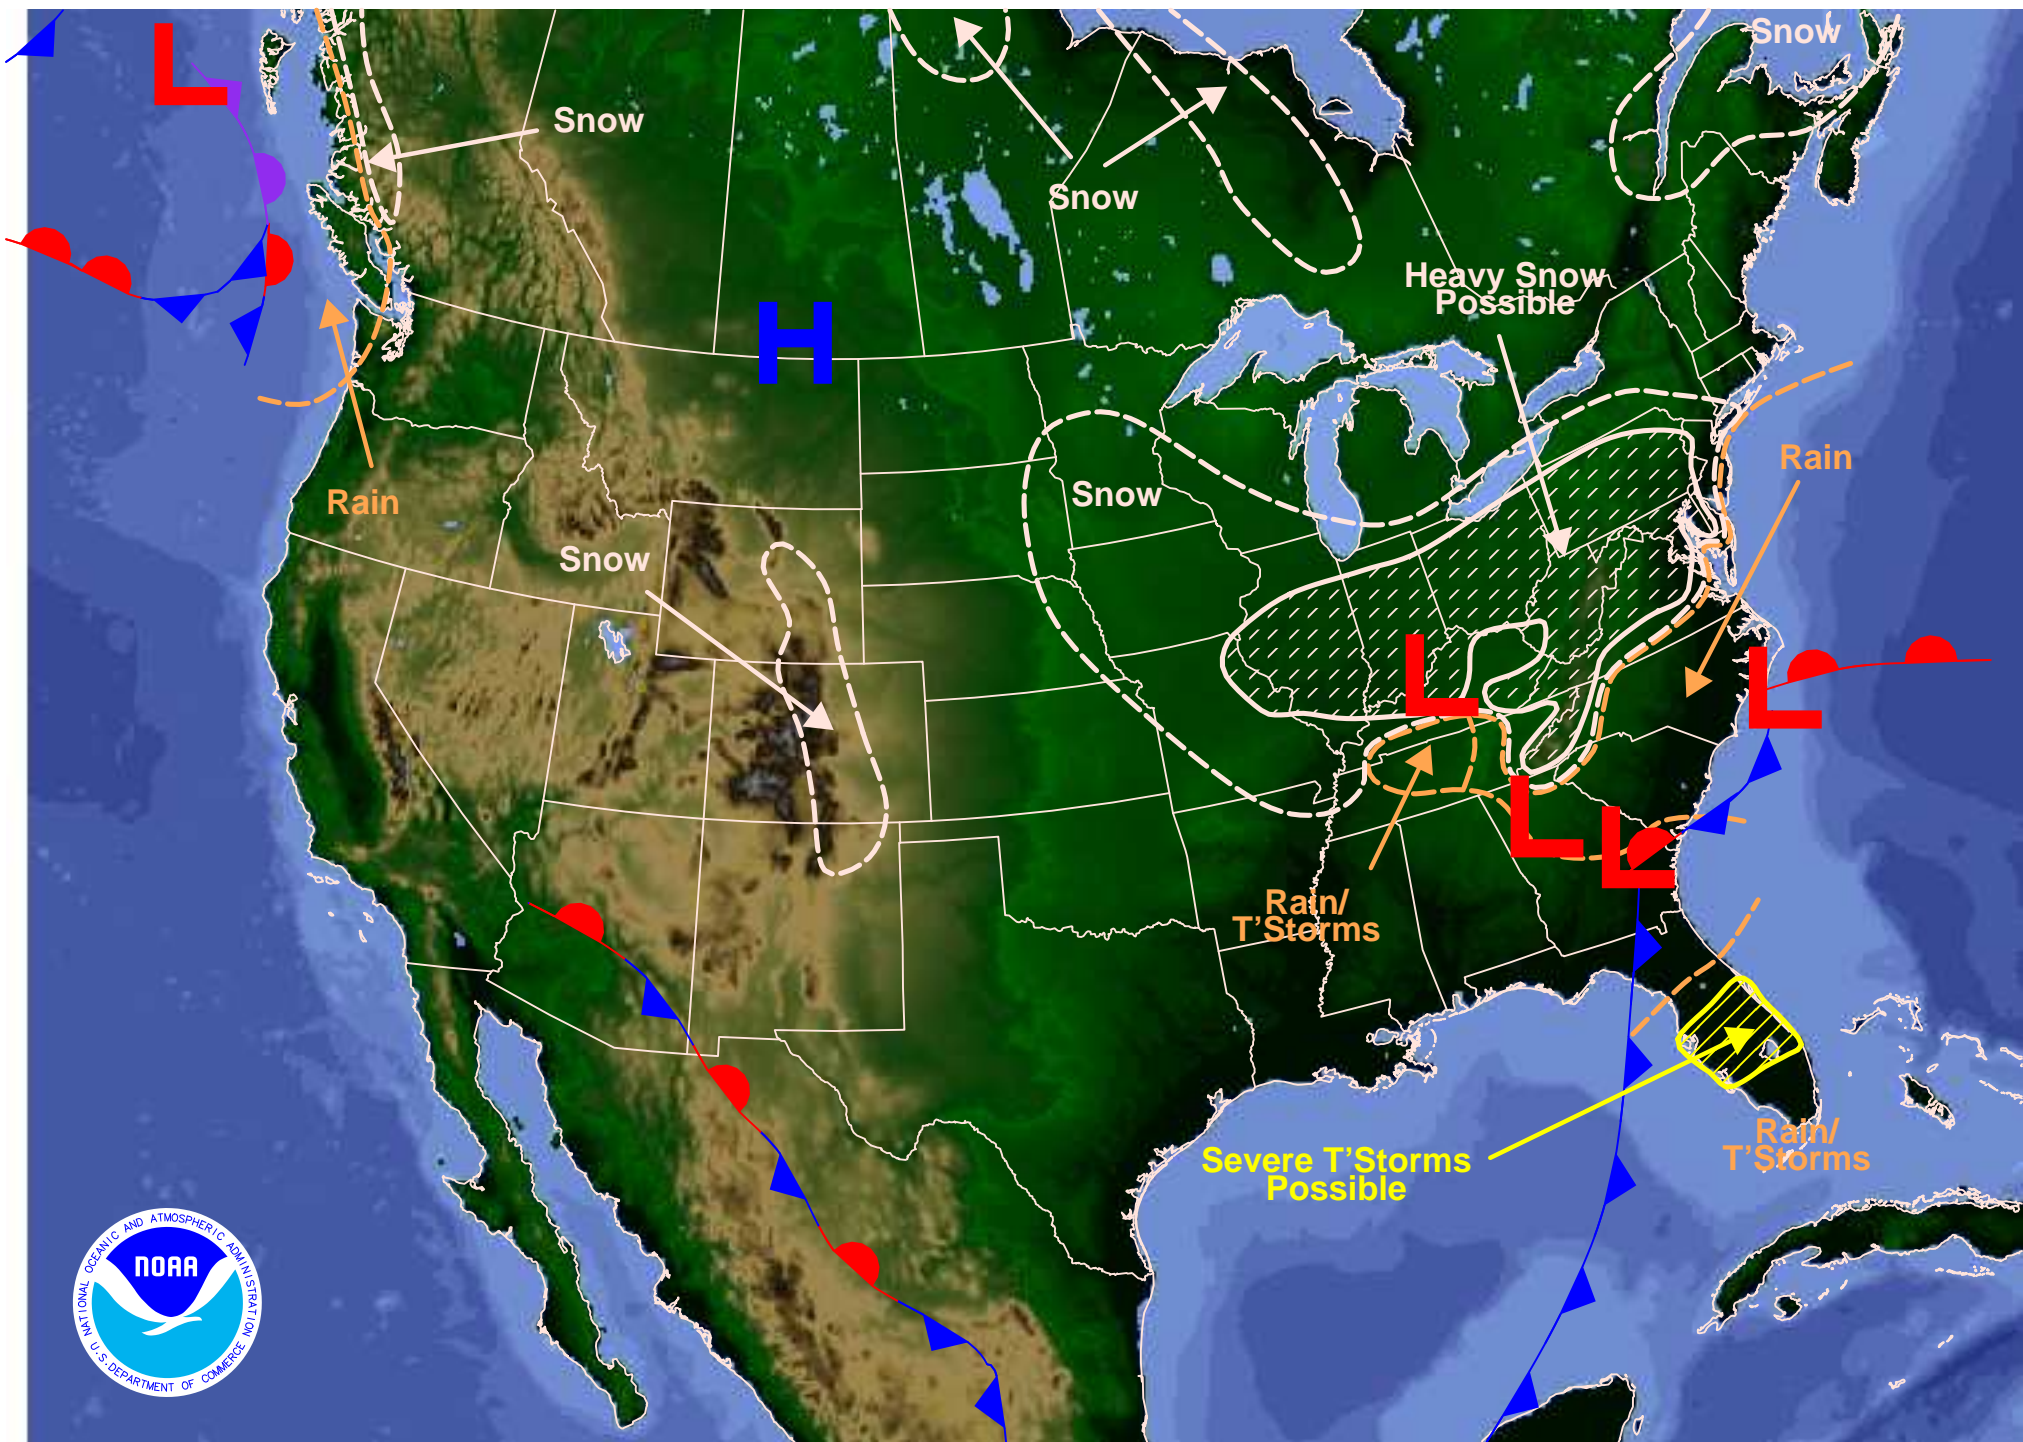 L
Snow
Snow
Snow
Heavy Snow
Possible
H
Rain
Snow
Rain
Snow
L
L
L
L
Rain/
T'Storms
Severe T'Storms
Possible
Rain/
T'Storms
NATIONAL OCEANIC AND ATMOSPHERIC ADMINISTRATION
NOAA
U.S. DEPARTMENT OF COMMERCE